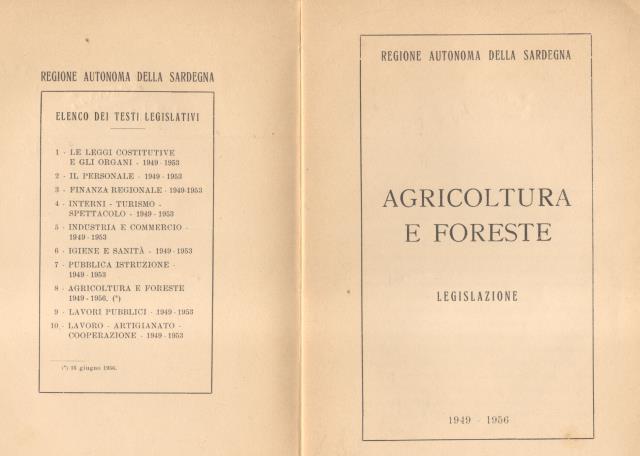 REGIONE AUTONOMA DELLA SARDEGNA
ELENCO DEI TESTI LEGISLATIVI
1 - LE LEGGI COSTITUTIVE
E GLI ORGANI - 1949 - 1953
2 - IL PERSONALE - 1949 - 1953
3 - FINANZA REGIONALE - 1949-1953
4 - INTERNI - TURISMO -
SPETTACOLO - 1949 - 1953
5 - INDUSTRIA E COMMERCIO -
1949 - 1953
6 - IGIENE E SANITÀ - 1949 - 1953
7 - PUBBLICA ISTRUZIONE -
1949 - 1953
8 - AGRICOLTURA E FORESTE
1949 - 1956. (*)
9 - LAVORI PUBBLICI - 1949 - 1953
10 - LAVORO - ARTIGIANATO -
COOPERAZIONE - 1949 - 1953
(*) 16 giugno 1956.
REGIONE AUTONOMA DELLA SARDEGNA
AGRICOLTURA
E FORESTE
LEGISLAZIONE
1949 - 1956